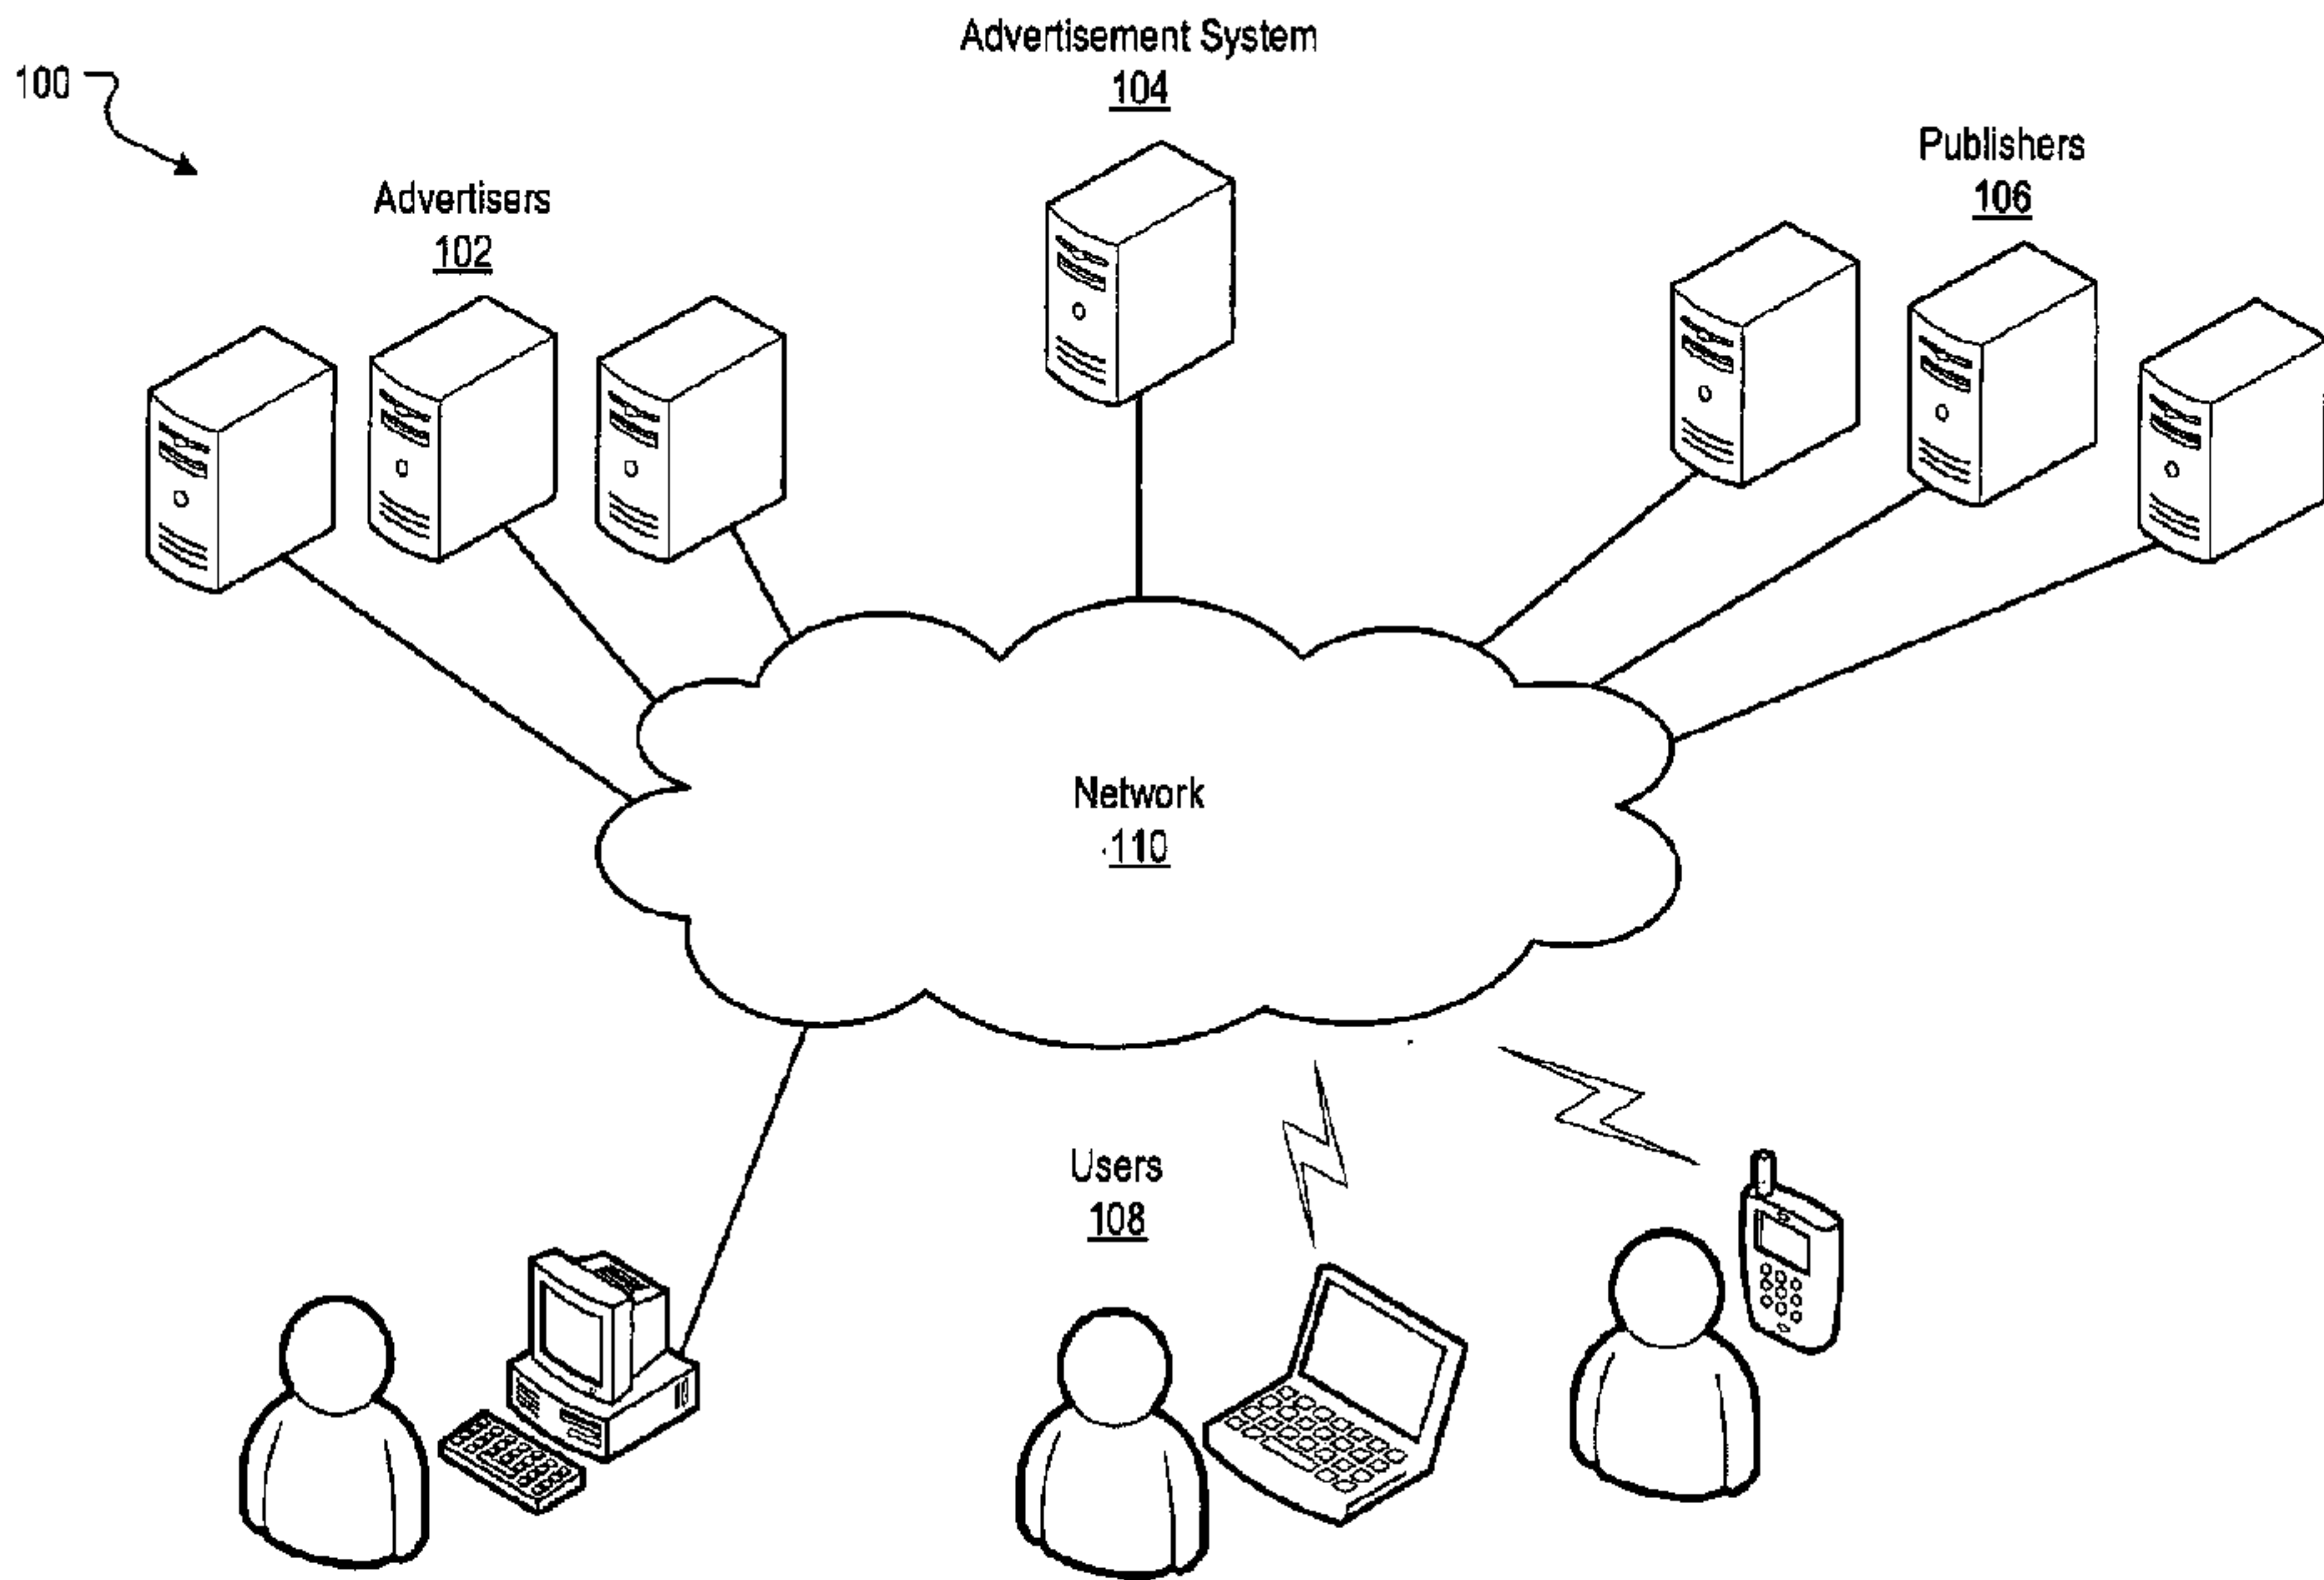 Advertisement System
104
100
Publishers
106
Advertisers
102
Network
110
Users
108